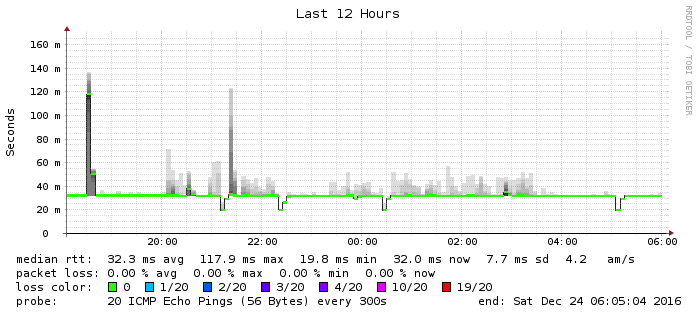 Last 12 Hours
RRDTOOL / TOBI OETIKER
Seconds
160 m
140 m
120 m
100 m
80 m
60 m
40 m
20 m
0
20:00 22:00 00:00 02:00 04:00 06:00
median rtt: 32.3 ms avg 117.9 ms max 19.8 ms min 32.0 ms now 7.7 ms sd 4.2 am/s
packet loss: 0.00 % avg 0.00 % max 0.00 % min 0.00 % now
loss color: 0 1/20 2/20 3/20 4/20 10/20 19/20
probe: 20 ICMP Echo Pings (56 Bytes) every 300s end: Sat Dec 24 06:05:04 2016